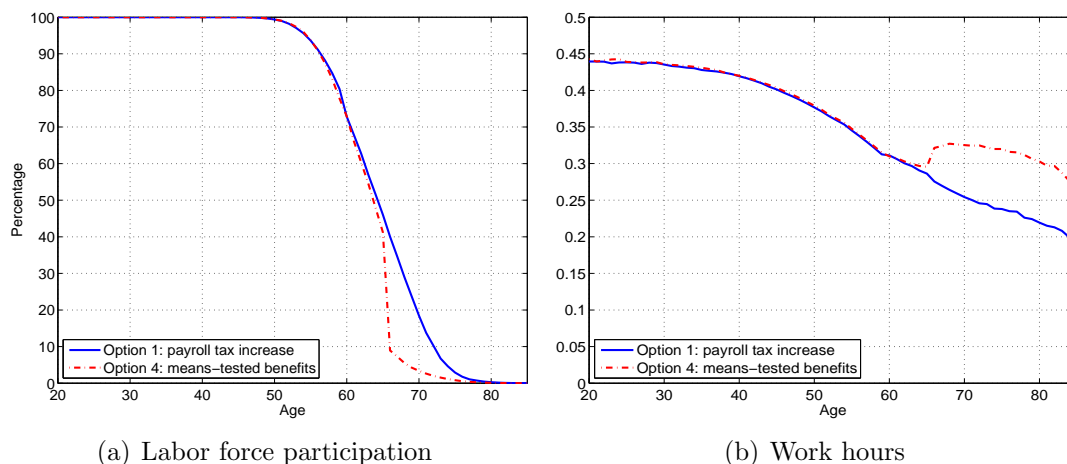 100
90
80
70
60
50
40
30
20
10
0
Percentage
20 30 40 50 60 70 80
Age
Option 1: payroll tax increase
Option 4: means−tested benefits
(a) Labor force participation
0.5
0.45
0.4
0.35
0.3
0.25
0.2
0.15
0.1
0.05
0
20 30 40 50 60 70 80
Age
Option 1: payroll tax increase
Option 4: means−tested benefits
(b) Work hours